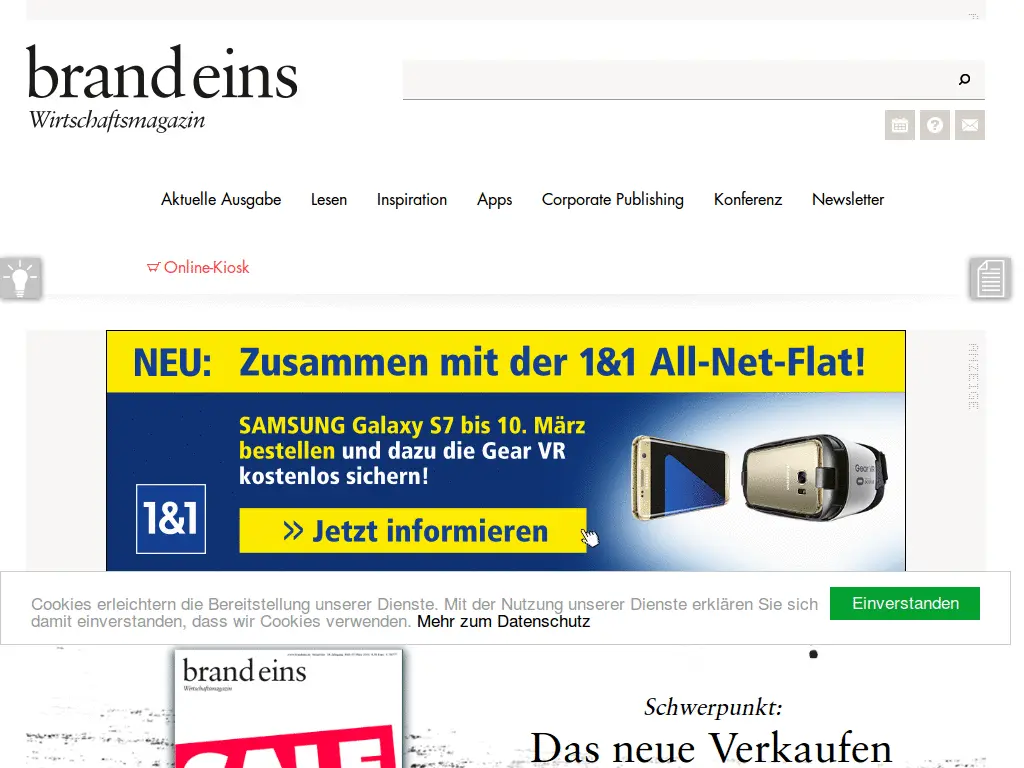 brand eins
Wirtschaftsmagazin
Aktuelle Ausgabe
Lesen
Inspiration
Apps
Corporate Publishing
Konferenz
Newsletter
Online-Kiosk
NEU: Zusammen mit der 1&1 All-Net-Flat!
SAMSUNG Galaxy S7 bis 10. März
bestellen und dazu die Gear VR
kostenlos sichern!
1&1
>> Jetzt informieren
Gear VR
ANZEIGE
Cookies erleichtern die Bereitstellung unserer Dienste. Mit der Nutzung unserer Dienste erklären Sie sich
damit einverstanden, dass wir Cookies verwenden. Mehr zum Datenschutz
Einverstanden
brand eins
Wirtschaftsmagazin
SALE
Schwerpunkt:
Das neue Verkaufen